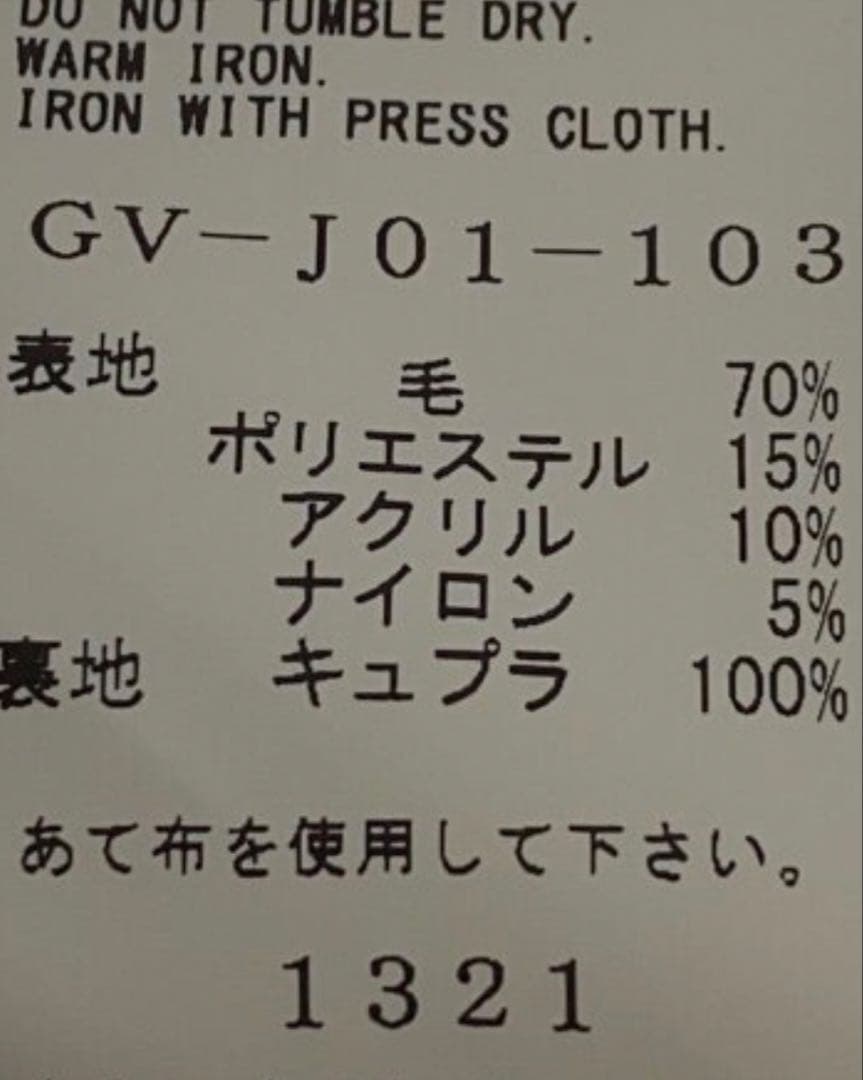 DO NOT TUMBLE DRY.
WARM IRON.
IRON WITH PRESS CLOTH.
GV-J01-103
表地 毛 70%
ポリエステル 15%
アクリル 10%
ナイロン 5%
裏地 キュプラ 100%
あて布を使用して下さい。
1321